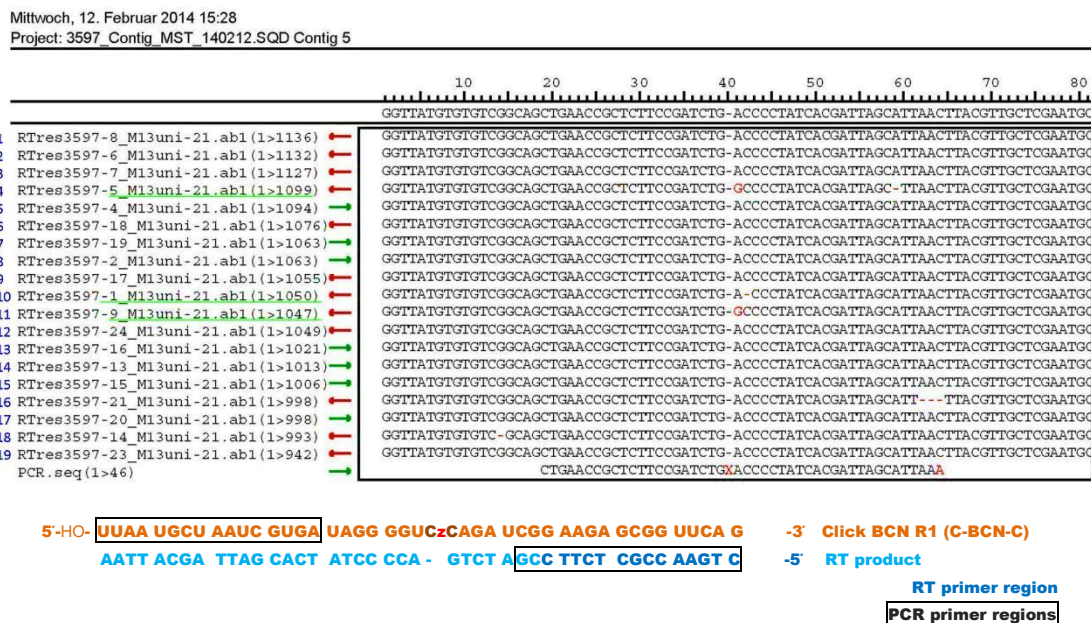 Mittwoch, 12. Februar 2014 15:28
Project: 3597_Contig_MST_140212.SQD Contig 5
10 20 30 40 50 60 70 80
GGTTATGTGTGTCGGCAGCTGAACCGCTCTTCCGATCTG-ACCCCTATCACGATTAGCATTAACTTACGTTGCTCGAATGC
1 RTres3597-8_M13uni-21.ab1(1>1136) GGTTATGTGTGTCGGCAGCTGAACCGCTCTTCCGATCTG-ACCCCTATCACGATTAGCATTAACTTACGTTGCTCGAATGC
2 RTres3597-6_M13uni-21.ab1(1>1132) GGTTATGTGTGTCGGCAGCTGAACCGCTCTTCCGATCTG-ACCCCTATCACGATTAGCATTAACTTACGTTGCTCGAATGC
3 RTres3597-7_M13uni-21.ab1(1>1127) GGTTATGTGTGTCGGCAGCTGAACCGCTCTTCCGATCTG-ACCCCTATCACGATTAGCATTAACTTACGTTGCTCGAATGC
4 RTres3597-5_M13uni-21.ab1(1>1099) GGTTATGTGTGTCGGCAGCTGAACCGCTCTTCCGATCTG-GCCCCTATCACGATTAGC-TTAACTTACGTTGCTCGAATGC
5 RTres3597-4_M13uni-21.ab1(1>1094) GGTTATGTGTGTCGGCAGCTGAACCGCTCTTCCGATCTG-ACCCCTATCACGATTAGCATTAACTTACGTTGCTCGAATGC
6 RTres3597-18_M13uni-21.ab1(1>1076) GGTTATGTGTGTCGGCAGCTGAACCGCTCTTCCGATCTG-ACCCCTATCACGATTAGCATTAACTTACGTTGCTCGAATGC
7 RTres3597-19_M13uni-21.ab1(1>1063) GGTTATGTGTGTCGGCAGCTGAACCGCTCTTCCGATCTG-ACCCCTATCACGATTAGCATTAACTTACGTTGCTCGAATGC
8 RTres3597-2_M13uni-21.ab1(1>1063) GGTTATGTGTGTCGGCAGCTGAACCGCTCTTCCGATCTG-ACCCCTATCACGATTAGCATTAACTTACGTTGCTCGAATGC
9 RTres3597-17_M13uni-21.ab1(1>1055) GGTTATGTGTGTCGGCAGCTGAACCGCTCTTCCGATCTG-ACCCCTATCACGATTAGCATTAACTTACGTTGCTCGAATGC
10 RTres3597-1_M13uni-21.ab1(1>1050) GGTTATGTGTGTCGGCAGCTGAACCGCTCTTCCGATCTG-A-CCCTATCACGATTAGCATTAACTTACGTTGCTCGAATGC
11 RTres3597-9_M13uni-21.ab1(1>1047) GGTTATGTGTGTCGGCAGCTGAACCGCTCTTCCGATCTG-GCCCCTATCACGATTAGCATTAACTTACGTTGCTCGAATGC
12 RTres3597-24_M13uni-21.ab1(1>1049) GGTTATGTGTGTCGGCAGCTGAACCGCTCTTCCGATCTG-ACCCCTATCACGATTAGCATTAACTTACGTTGCTCGAATGC
13 RTres3597-16_M13uni-21.ab1(1>1021) GGTTATGTGTGTCGGCAGCTGAACCGCTCTTCCGATCTG-ACCCCTATCACGATTAGCATTAACTTACGTTGCTCGAATGC
14 RTres3597-13_M13uni-21.ab1(1>1013) GGTTATGTGTGTCGGCAGCTGAACCGCTCTTCCGATCTG-ACCCCTATCACGATTAGCATTAACTTACGTTGCTCGAATGC
15 RTres3597-15_M13uni-21.ab1(1>1006) GGTTATGTGTGTCGGCAGCTGAACCGCTCTTCCGATCTG-ACCCCTATCACGATTAGCATTAACTTACGTTGCTCGAATGC
16 RTres3597-21_M13uni-21.ab1(1>998) GGTTATGTGTGTCGGCAGCTGAACCGCTCTTCCGATCTG-ACCCCTATCACGATTAGCATT---TTACGTTGCTCGAATGC
17 RTres3597-20_M13uni-21.ab1(1>998) GGTTATGTGTGTCGGCAGCTGAACCGCTCTTCCGATCTG-ACCCCTATCACGATTAGCATTAACTTACGTTGCTCGAATGC
18 RTres3597-14_M13uni-21.ab1(1>993) GGTTATGTGTGTC-GCAGCTGAACCGCTCTTCCGATCTG-ACCCCTATCACGATTAGCATTAACTTACGTTGCTCGAATGC
19 RTres3597-23_M13uni-21.ab1(1>942) GGTTATGTGTGTCGGCAGCTGAACCGCTCTTCCGATCTG-ACCCCTATCACGATTAGCATTAACTTACGTTGCTCGAATGC
PCR.seq(1>46) CTGAACCGCTCTTCCGATCTGXACCCCTATCACGATTAGCATTAAA
5´-HO- UUAA UGCU AAUC GUGA UAGG GGUCzCAGA UCGG AAGA GCGG UUCA G -3´ Click BCN R1 (C-BCN-C)
AATT ACGA TTAG CACT ATCC CCA - GTCT AGCC TTCT CGCC AAGT C -5´ RT product
RT primer region
PCR primer regions